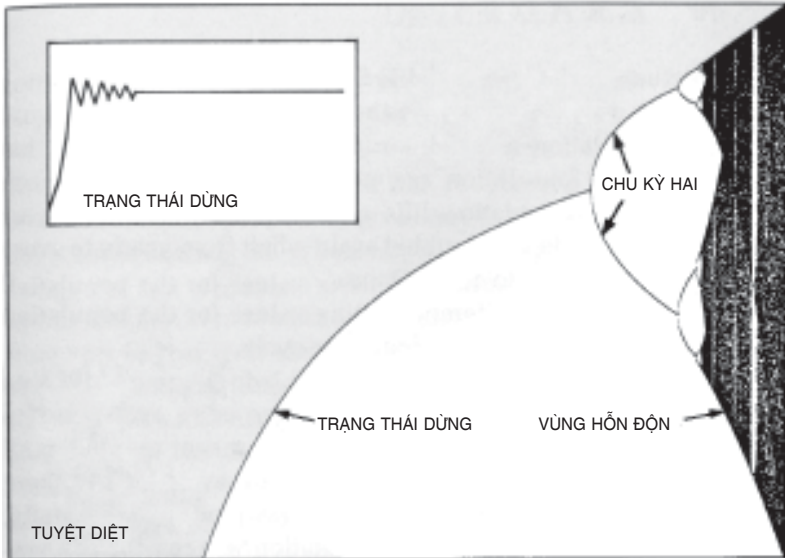 TRẠNG THÁI DỪNG
CHU KỲ HAI
TRẠNG THÁI DỪNG
VÙNG HỖN ĐỘN
TUYỆT DIỆT